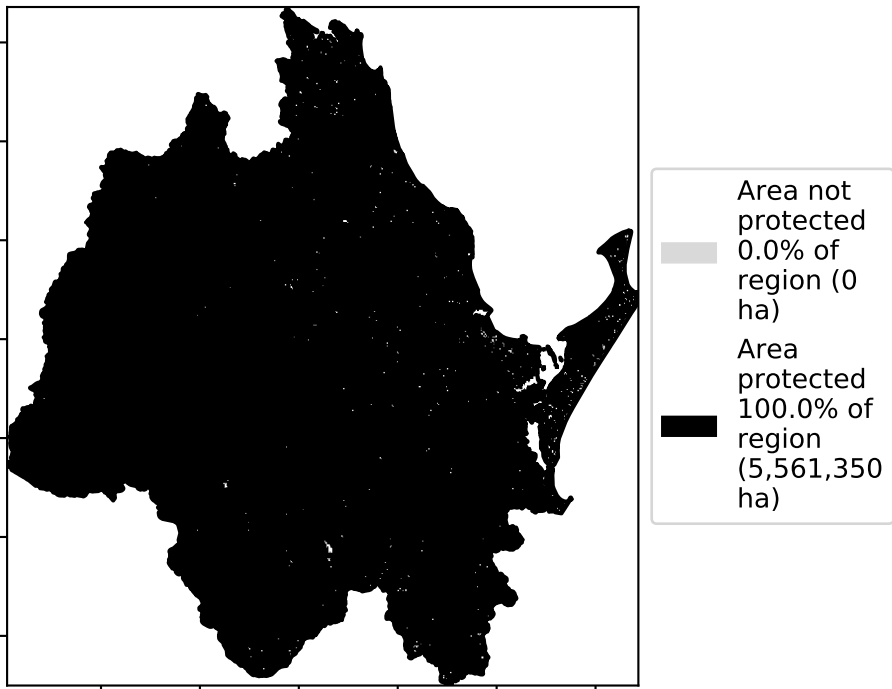 Area not
protected
0.0% of
region (0
ha)
Area
protected
100.0% of
region
(5,561,350
ha)